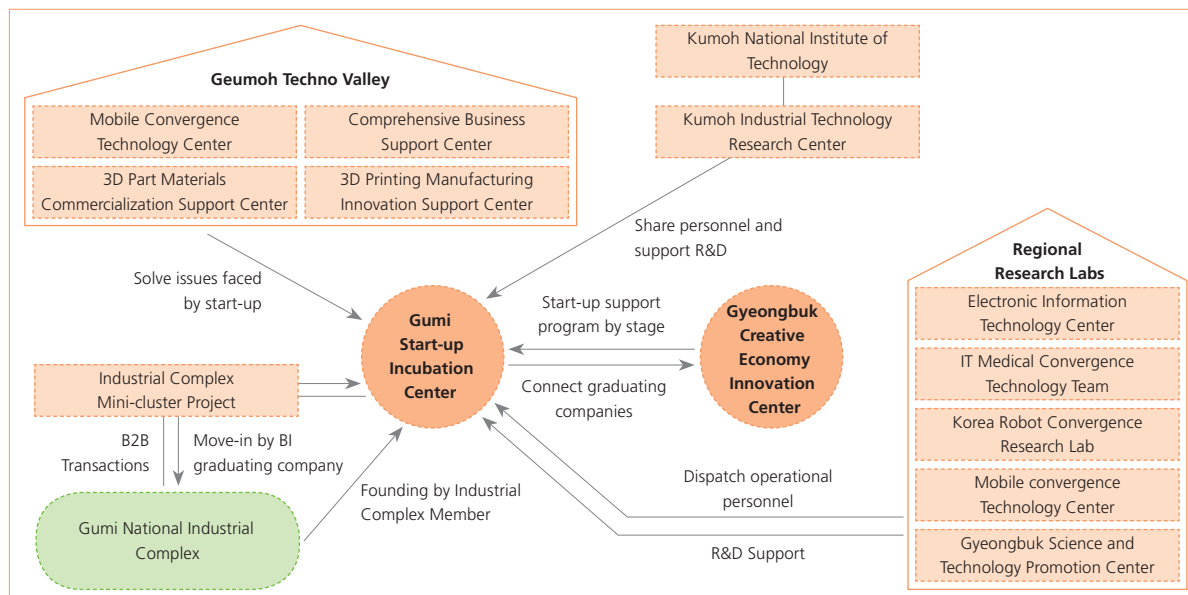 Geumoh Techno Valley
Mobile Convergence
Technology Center
Comprehensive Business
Support Center
3D Part Materials
Commercialization Support Center
3D Printing Manufacturing
Innovation Support Center
Kumoh National Institute of
Technology
Kumoh Industrial Technology
Research Center
Share personnel and
support R&D
Solve issues faced
by start-up
Gumi
Start-up
Incubation
Center
Start-up support
program by stage
Connect graduating
companies
Gyeongbuk
Creative
Economy
Innovation
Center
Regional
Research Labs
Electronic Information
Technology Center
IT Medical Convergence
Technology Team
Korea Robot Convergence
Research Lab
Mobile convergence
Technology Center
Gyeongbuk Science and
Technology Promotion Center
Industrial Complex
Mini-cluster Project
B2B
Transactions
Move-in by BI
graduating company
Founding by Industrial
Complex Member
Gumi National Industrial
Complex
Dispatch operational
personnel
R&D Support